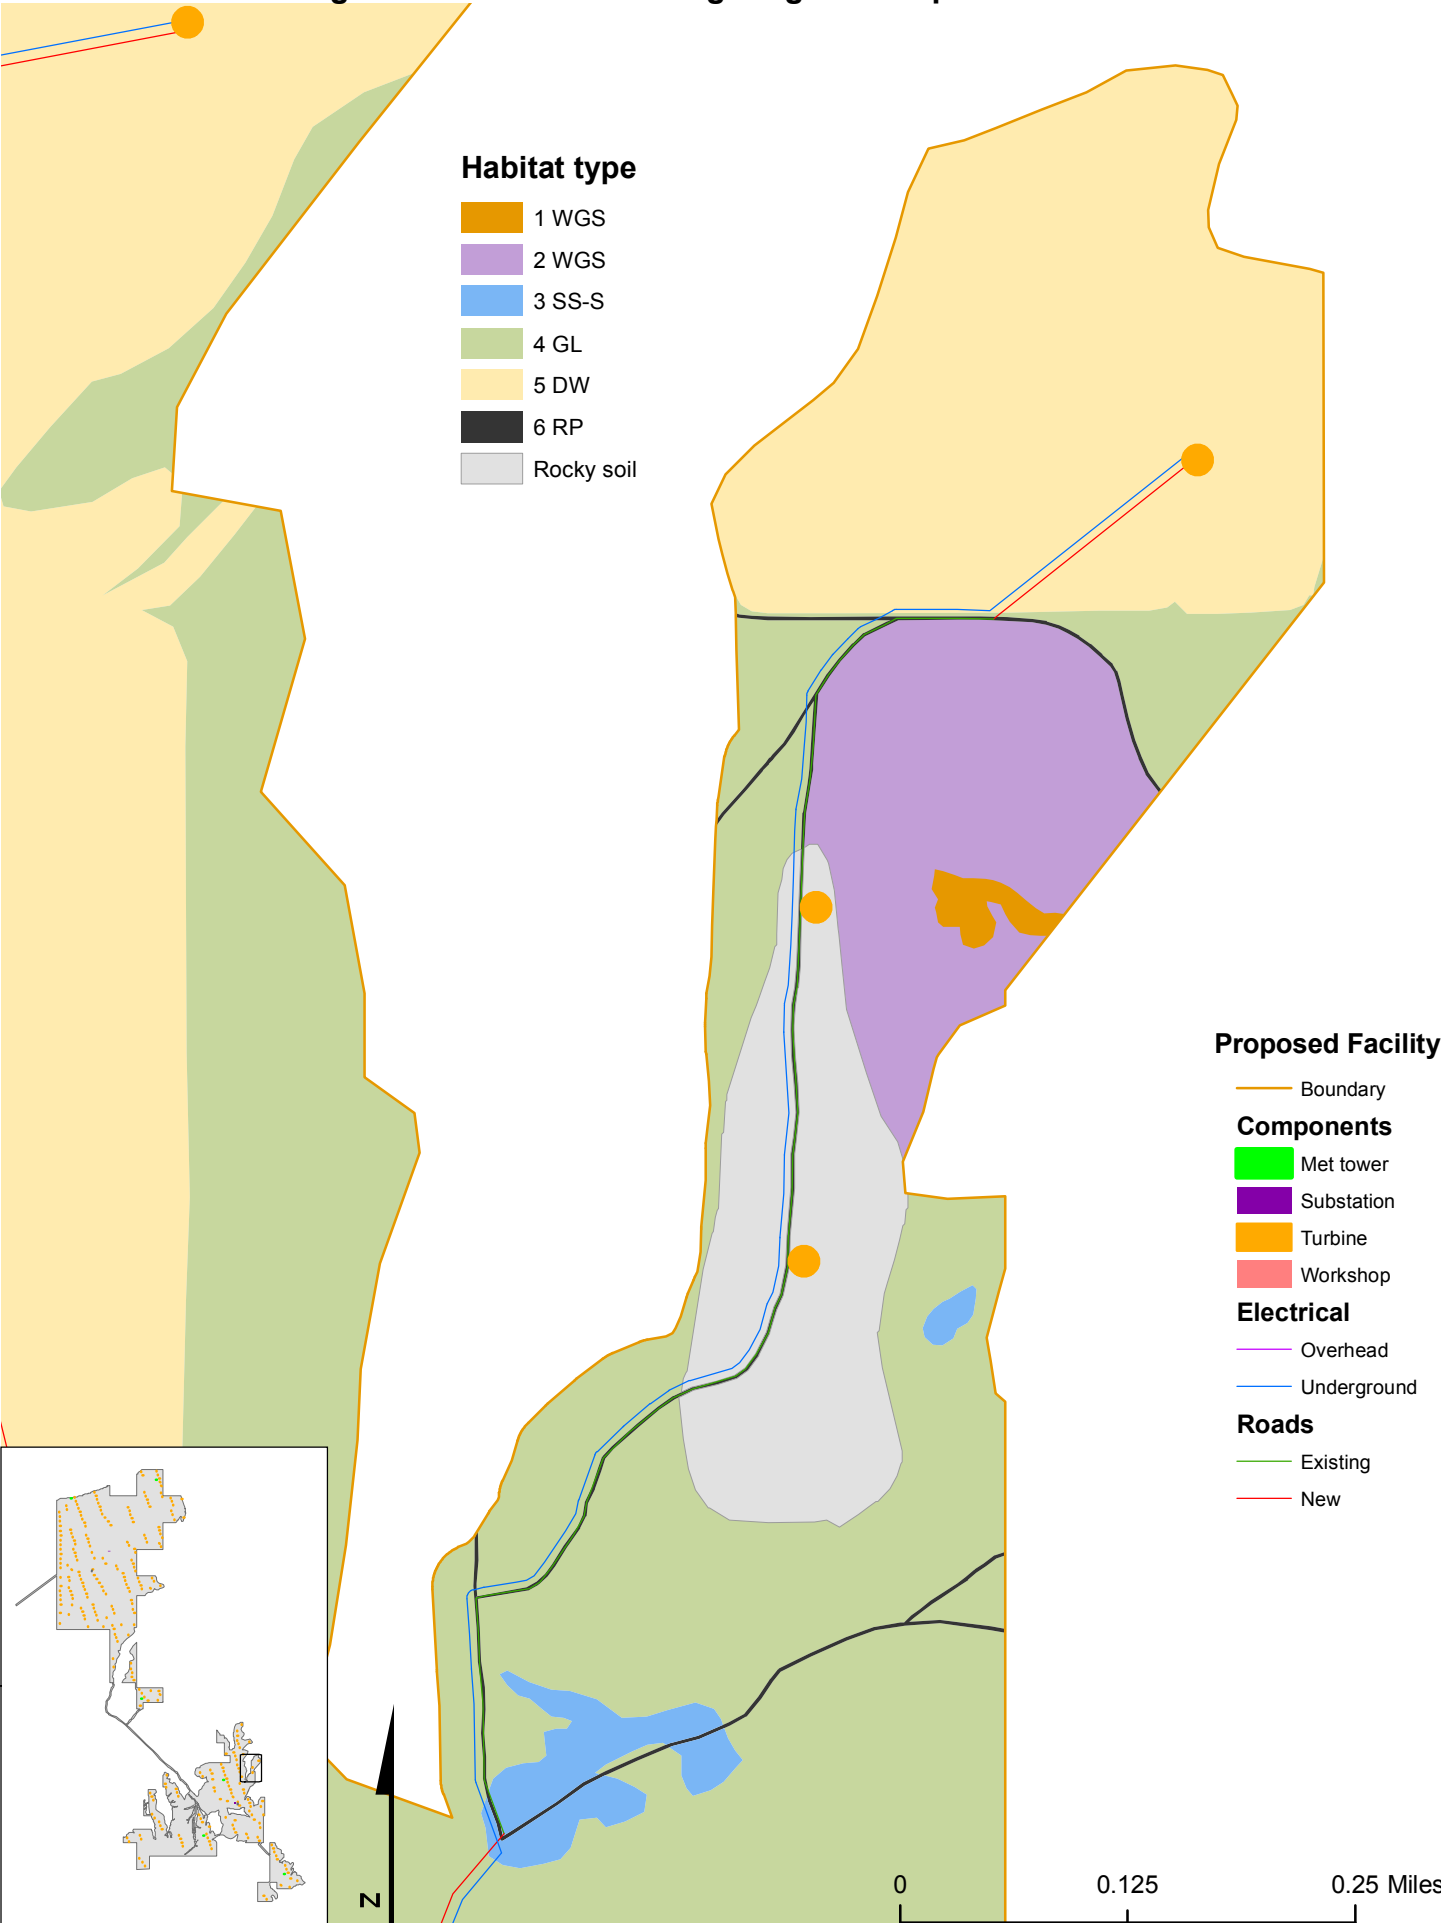 Habitat type
1 WGS
2 WGS
3 SS-S
4 GL
5 DW
6 RP
Rocky soil
Proposed Facility
Boundary
Components
Met tower
Substation
Turbine
Workshop
Electrical
Overhead
Underground
Roads
Existing
New
N
0 0.125 0.25 Miles